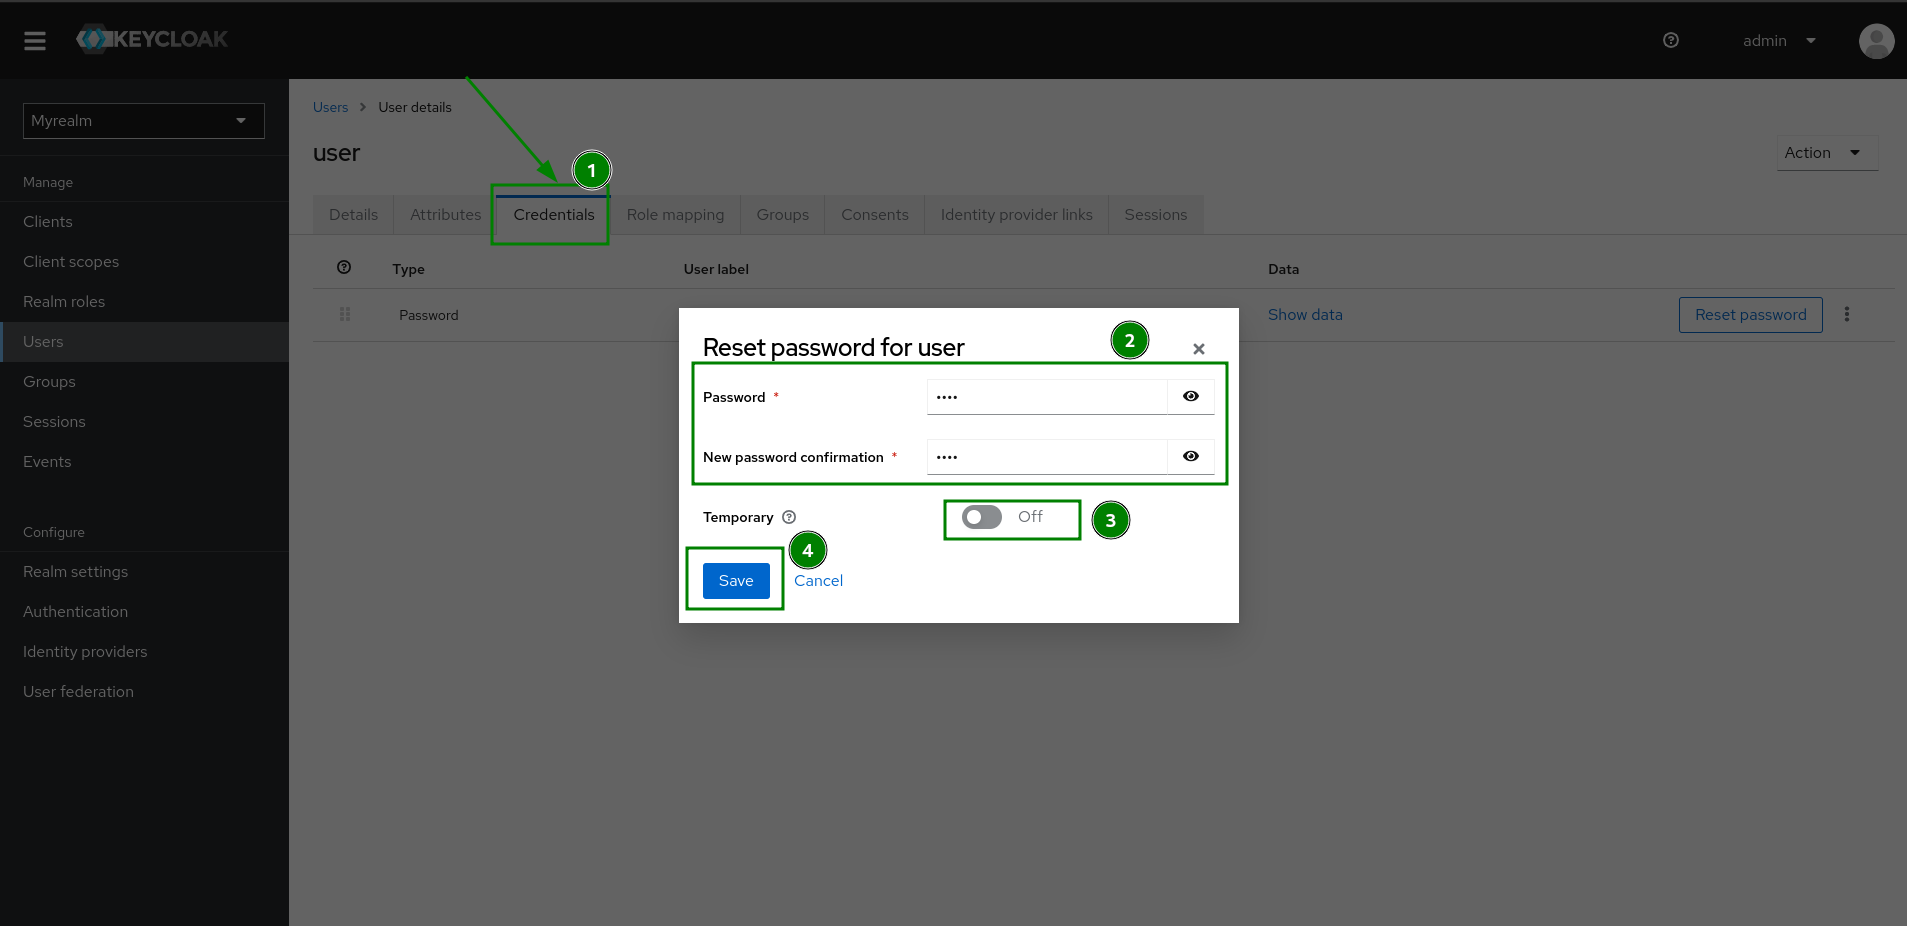 KEYCLOAK
admin
Myrealm
Manage
Clients
Client scopes
Realm roles
Users
Groups
Sessions
Events
Configure
Realm settings
Authentication
Identity providers
User federation
Users > User details
user
Action
1
Details Attributes Credentials Role mapping Groups Consents Identity provider links Sessions
Type User label Data
Password Show data Reset password
Reset password for user
2
Password * ••••
New password confirmation * ••••
Temporary Off
3
4
Save Cancel